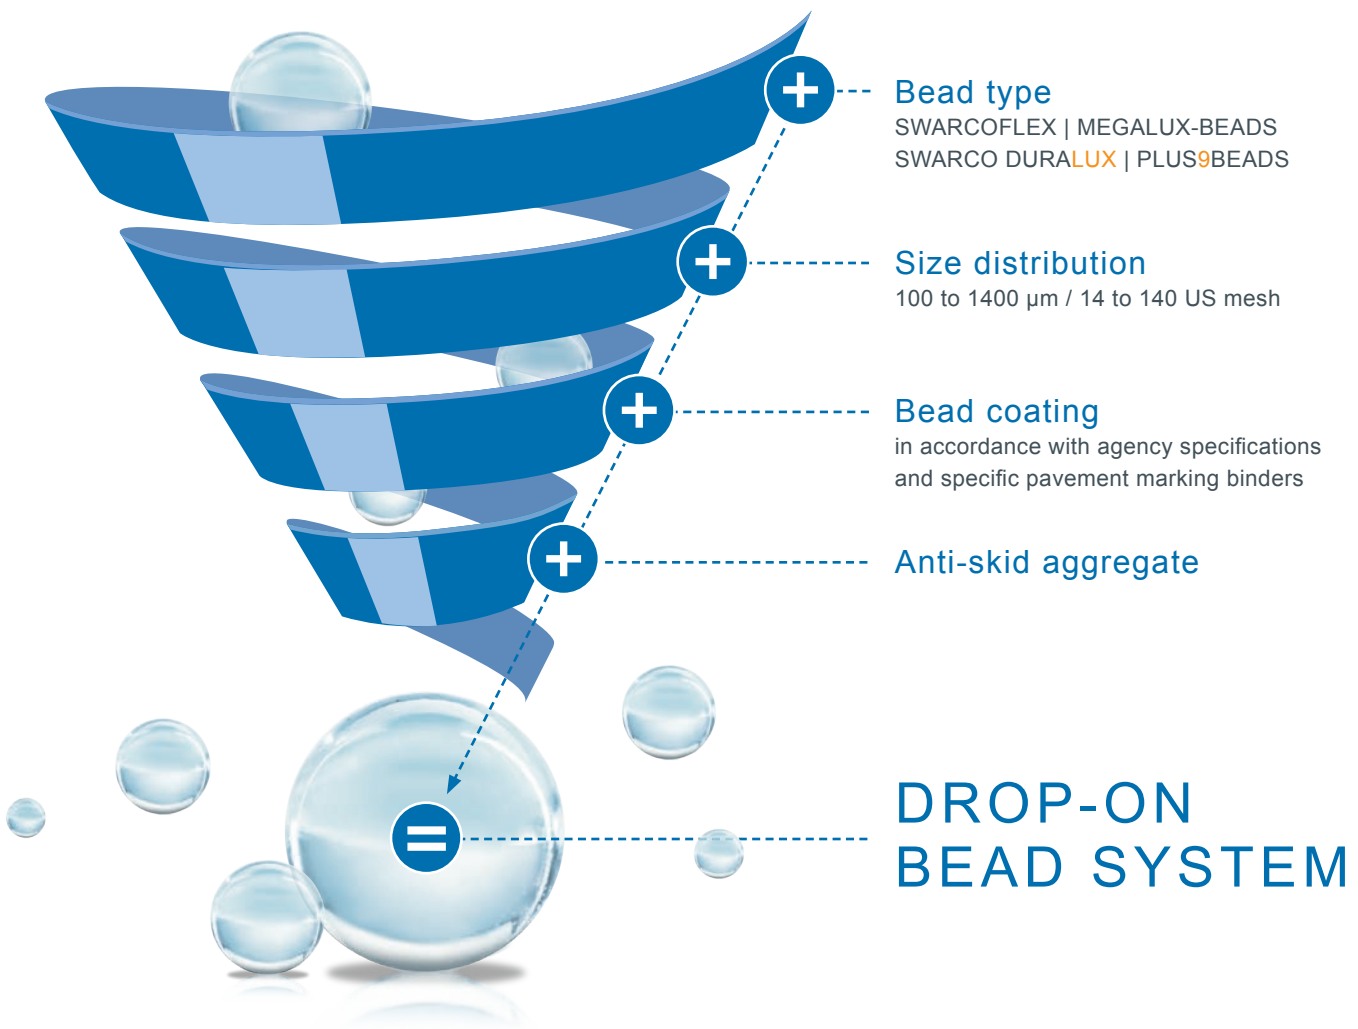 Bead type
SWARCOFLEX | MEGALUX-BEADS
SWARCO DURALUX | PLUS9BEADS
Size distribution
100 to 1400 µm / 14 to 140 US mesh
Bead coating
in accordance with agency specifications
and specific pavement marking binders
Anti-skid aggregate
DROP-ON
BEAD SYSTEM